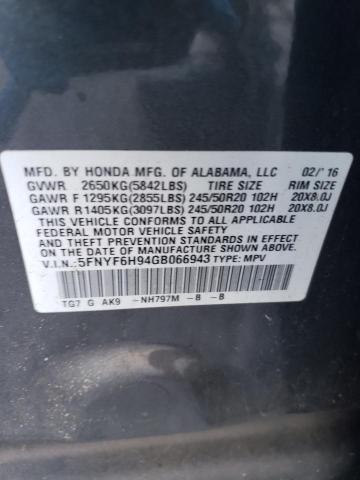 MFD. BY HONDA MFG. OF ALABAMA, LLC 02/'16
GVWR 2650KG(5842LBS) TIRE SIZE RIM SIZE
GAWR F 1295KG(2855LBS) 245/50R20 102H 20X8.0J
GAWR R1405KG(3097LBS) 245/50R20 102H 20X8.0J
THIS VEHICLE CONFORMS TO ALL APPLICABLE
FEDERAL MOTOR VEHICLE SAFETY
AND THEFT PREVENTION STANDARDS IN
EFFECT ON THE DATE OF MANUFACTURE SHOWN ABOVE.
V.I.N.: 5FNYF6H94GB066943 TYPE: MPV
TG7 G AK9 -NH797M -B -B